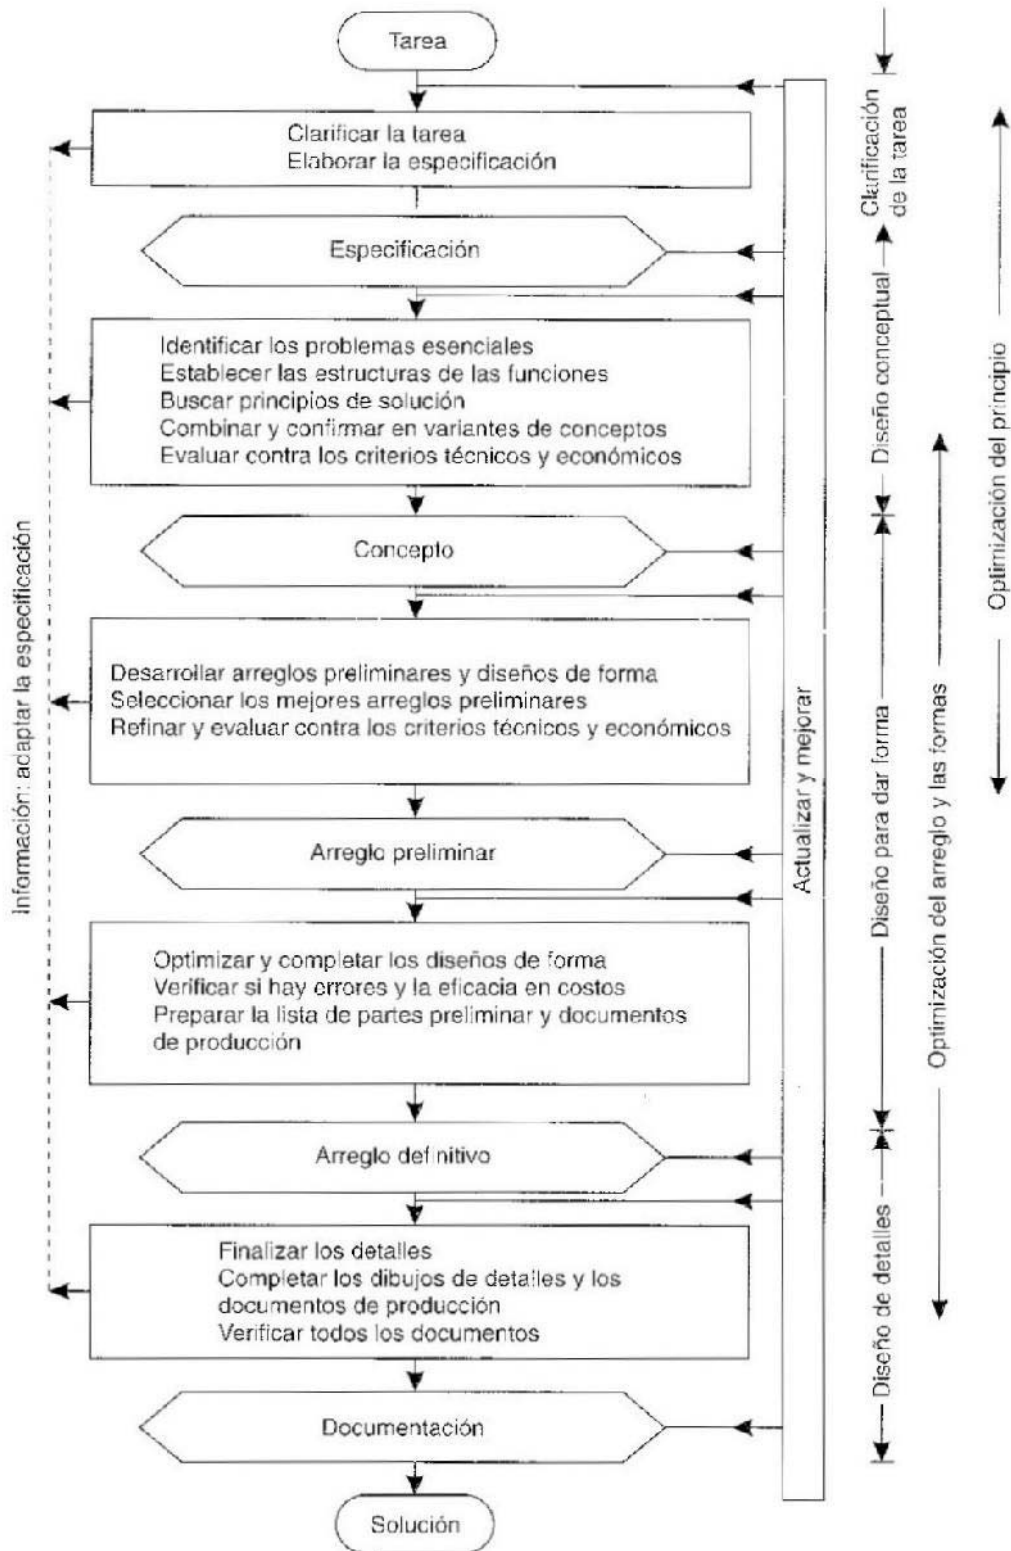 Tarea
Clarificar la tarea
Elaborar la especificación
Especificación
Identificar los problemas esenciales
Establecer las estructuras de las funciones
Buscar principios de solución
Combinar y confirmar en variantes de conceptos
Evaluar contra los criterios técnicos y económicos
Concepto
Desarrollar arreglos preliminares y diseños de forma
Seleccionar los mejores arreglos preliminares
Refinar y evaluar contra los criterios técnicos y económicos
Arreglo preliminar
Optimizar y completar los diseños de forma
Verificar si hay errores y la eficacia en costos
Preparar la lista de partes preliminar y documentos
de producción
Arreglo definitivo
Finalizar los detalles
Completar los dibujos de detalles y los
documentos de producción
Verificar todos los documentos
Documentación
Solución
Información: adaptar la especificación
Actualizar y mejorar
Clarificación
de la tarea
Diseño conceptual
Diseño para dar forma
Diseño de detalles
Optimización del arreglo y las formas
Optimización del principio